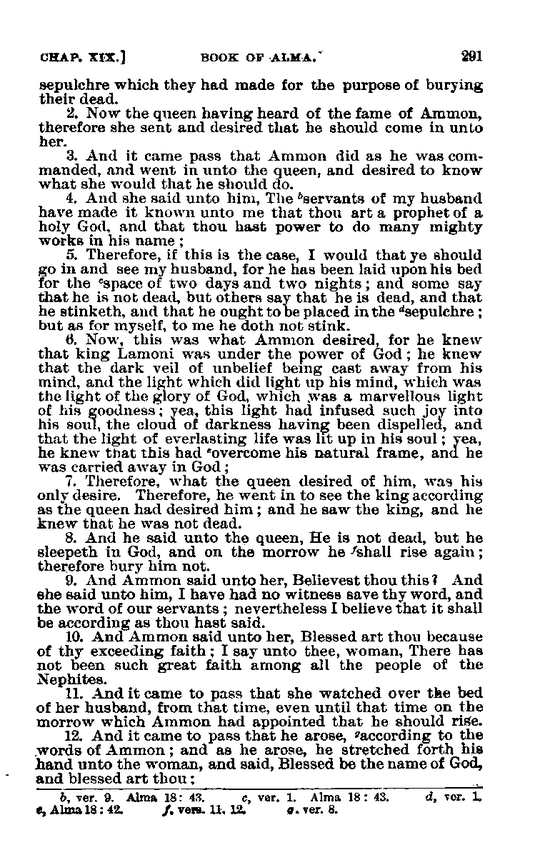 CHAP. XIX.] BOOK OF ALMA. 291
sepulchre which they had made for the purpose of burying
their dead.
2. Now the queen having heard of the fame of Ammon,
therefore she sent and desired that he should come in unto
her.
3. And it came pass that Ammon did as he was com-
manded, and went in unto the queen, and desired to know
what she would that he should do.
4. And she said unto him, The bservants of my husband
have made it known unto me that thou art a prophet of a
holy God, and that thou hast power to do many mighty
works in his name;
5. Therefore, if this is the case, I would that ye should
go in and see my husband, for he has been laid upon his bed
for the cspace of two days and two nights; and some say
that he is not dead, but others say that he is dead, and that
he stinketh, and that he ought to be placed in the dsepulchre;
but as for myself, to me he doth not stink.
6. Now, this was what Ammon desired, for he knew
that king Lamoni was under the power of God; he knew
that the dark veil of unbelief being cast away from his
mind, and the light which did light up his mind, which was
the light of the glory of God, which was a marvellous light
of his goodness; yea, this light had infused such joy into
his soul, the cloud of darkness having been dispelled, and
that the light of everlasting life was lit up in his soul; yea,
he knew that this had eovercome his natural frame, and he
was carried away in God;
7. Therefore, what the queen desired of him, was his
only desire. Therefore, he went in to see the king according
as the queen had desired him; and he saw the king, and he
knew that he was not dead.
8. And he said unto the queen, He is not dead, but he
sleepeth in God, and on the morrow he fshall rise again;
therefore bury him not.
9. And Ammon said unto her, Believest thou this? And
she said unto him, I have had no witness save thy word, and
the word of our servants; nevertheless I believe that it shall
be according as thou hast said.
10. And Ammon said unto her, Blessed art thou because
of thy exceeding faith; I say unto thee, woman, There has
not been such great faith among all the people of the
Nephites.
11. And it came to pass that she watched over the bed
of her husband, from that time, even until that time on the
morrow which Ammon had appointed that he should rise.
12. And it came to pass that he arose, gaccording to the
words of Ammon; and as he arose, he stretched forth his
hand unto the woman, and said, Blessed be the name of God,
and blessed art thou;
b, ver. 9. Alma 18: 43. c, ver. 1. Alma 18: 43. d, ver. 1.
e, Alma 18: 42. f, vers. 11, 12. g. ver. 8.